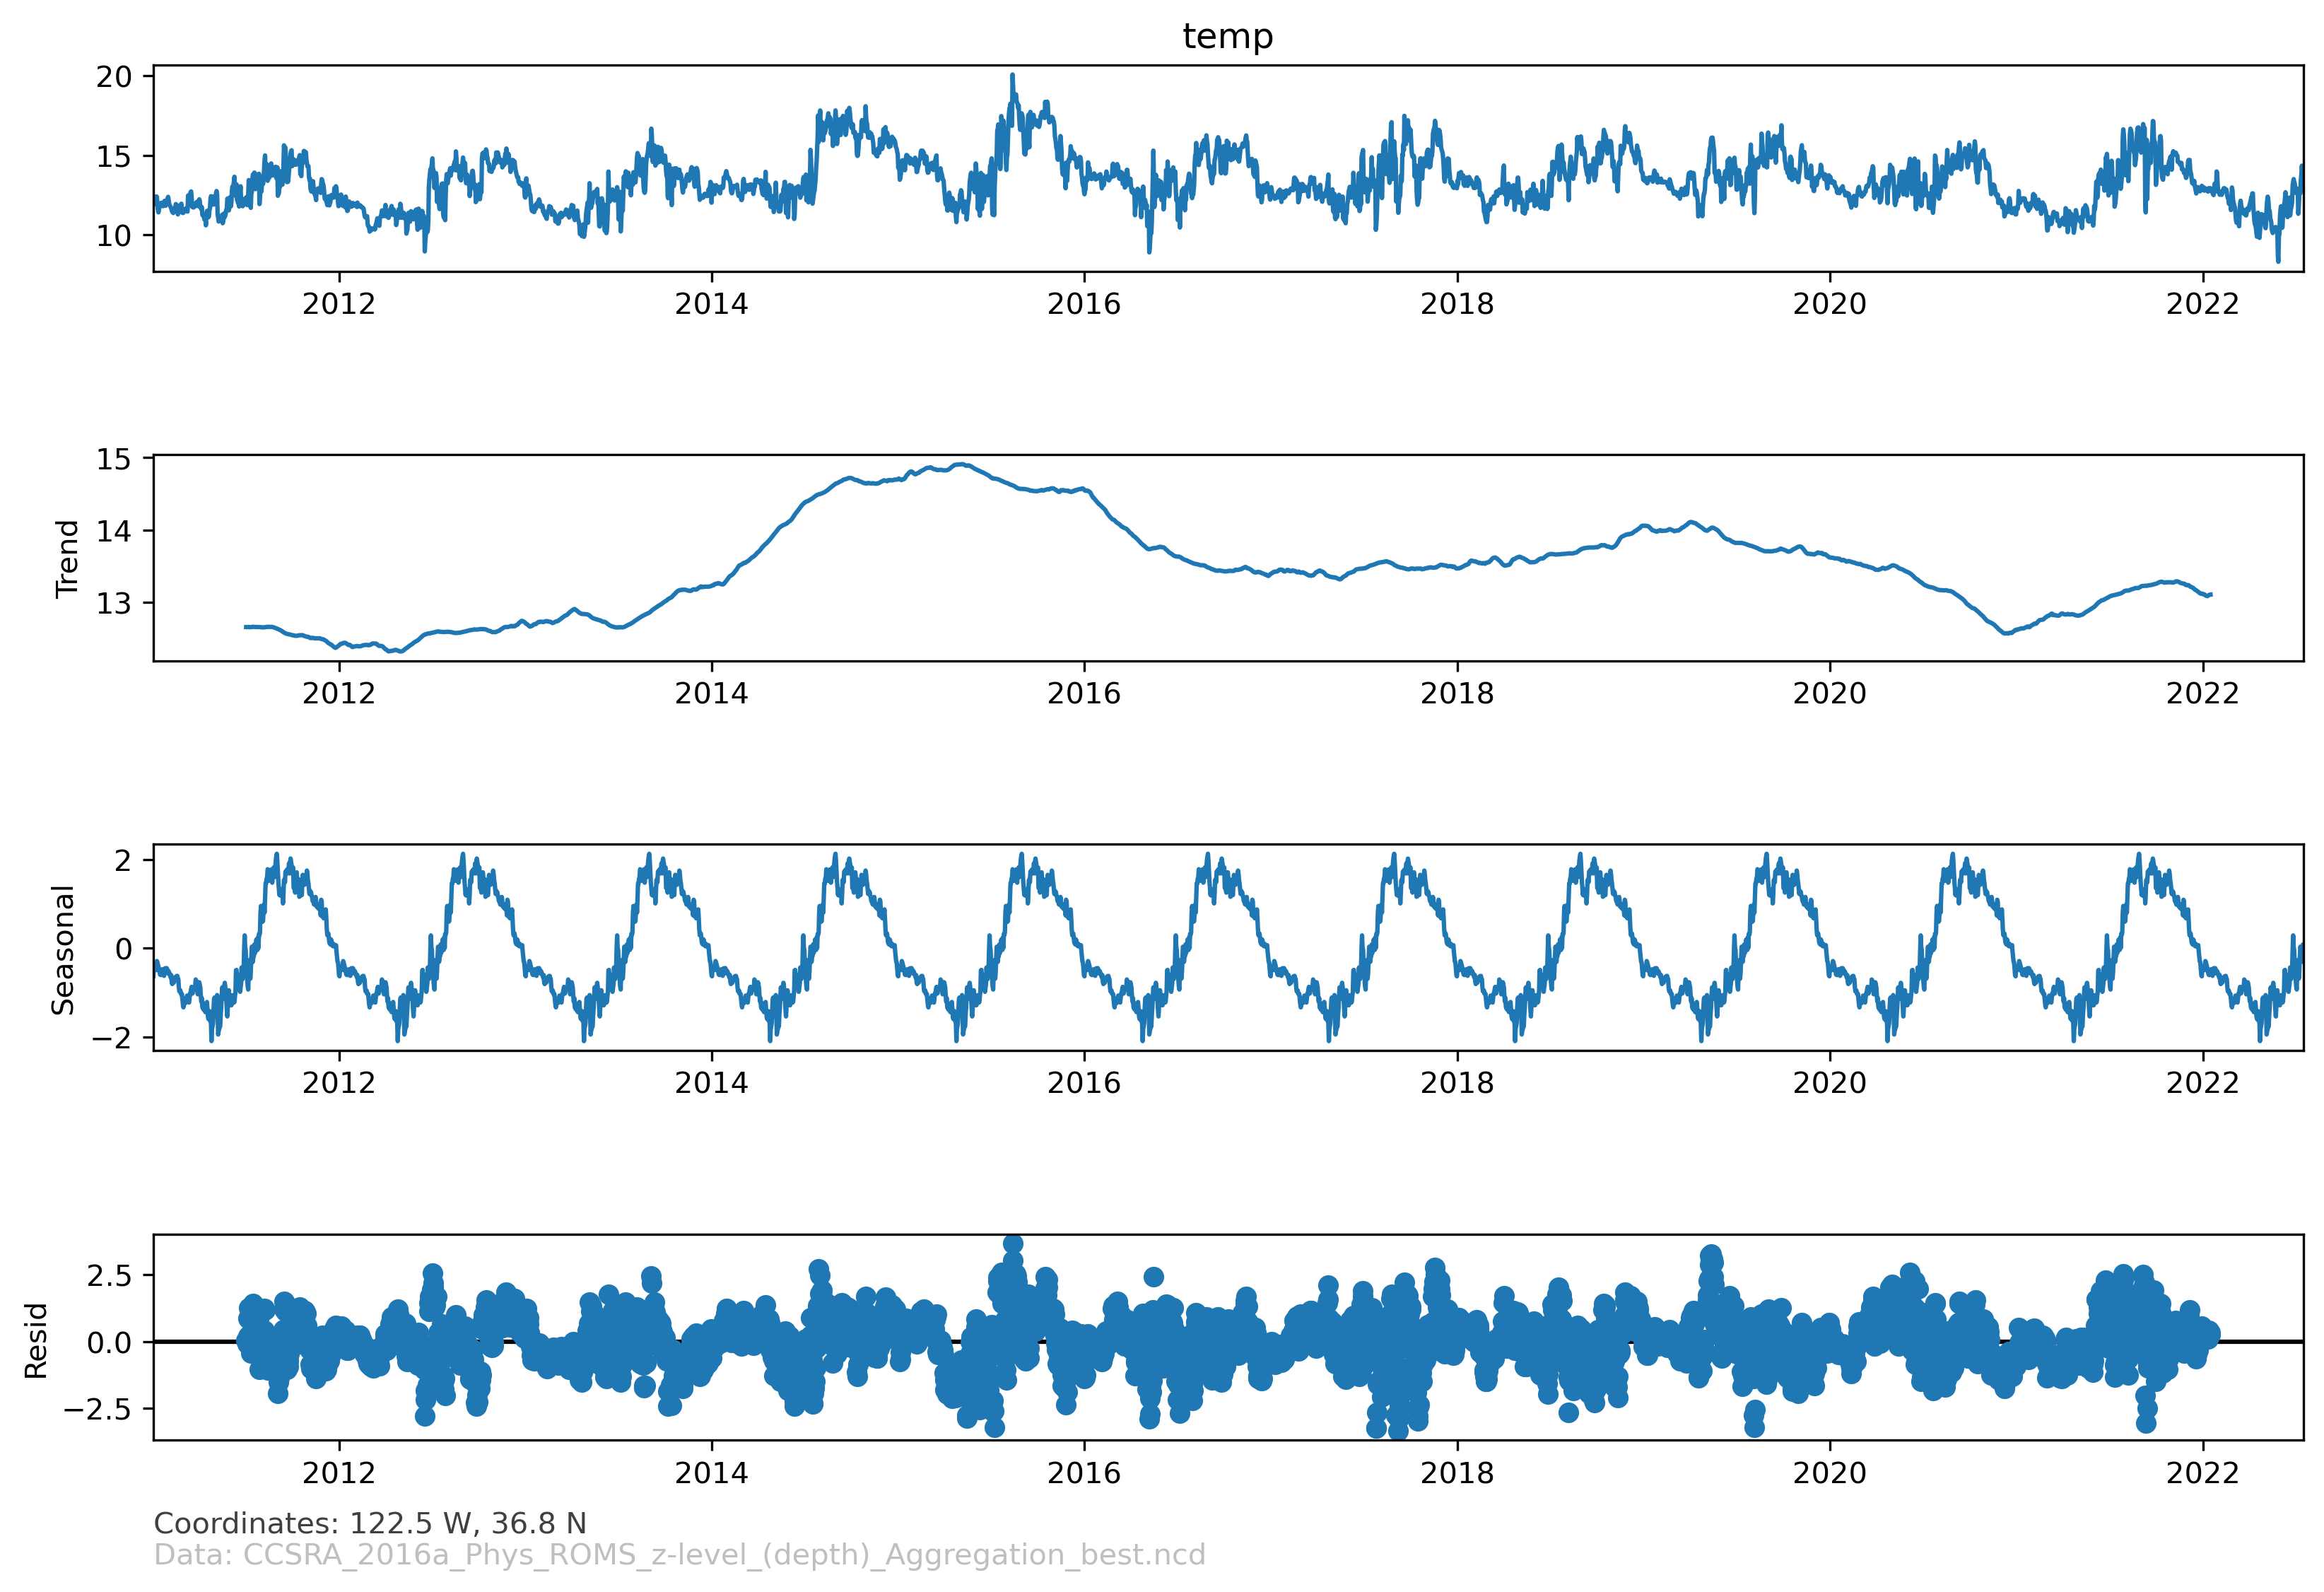 temp
20
15
10
2012 2014 2016 2018 2020 2022
15
14
13
Trend
2012 2014 2016 2018 2020 2022
2
0
−2
Seasonal
2012 2014 2016 2018 2020 2022
2.5
0.0
−2.5
Resid
2012 2014 2016 2018 2020 2022
Coordinates: 122.5 W, 36.8 N
Data: CCSRA_2016a_Phys_ROMS_z-level_(depth)_Aggregation_best.ncd